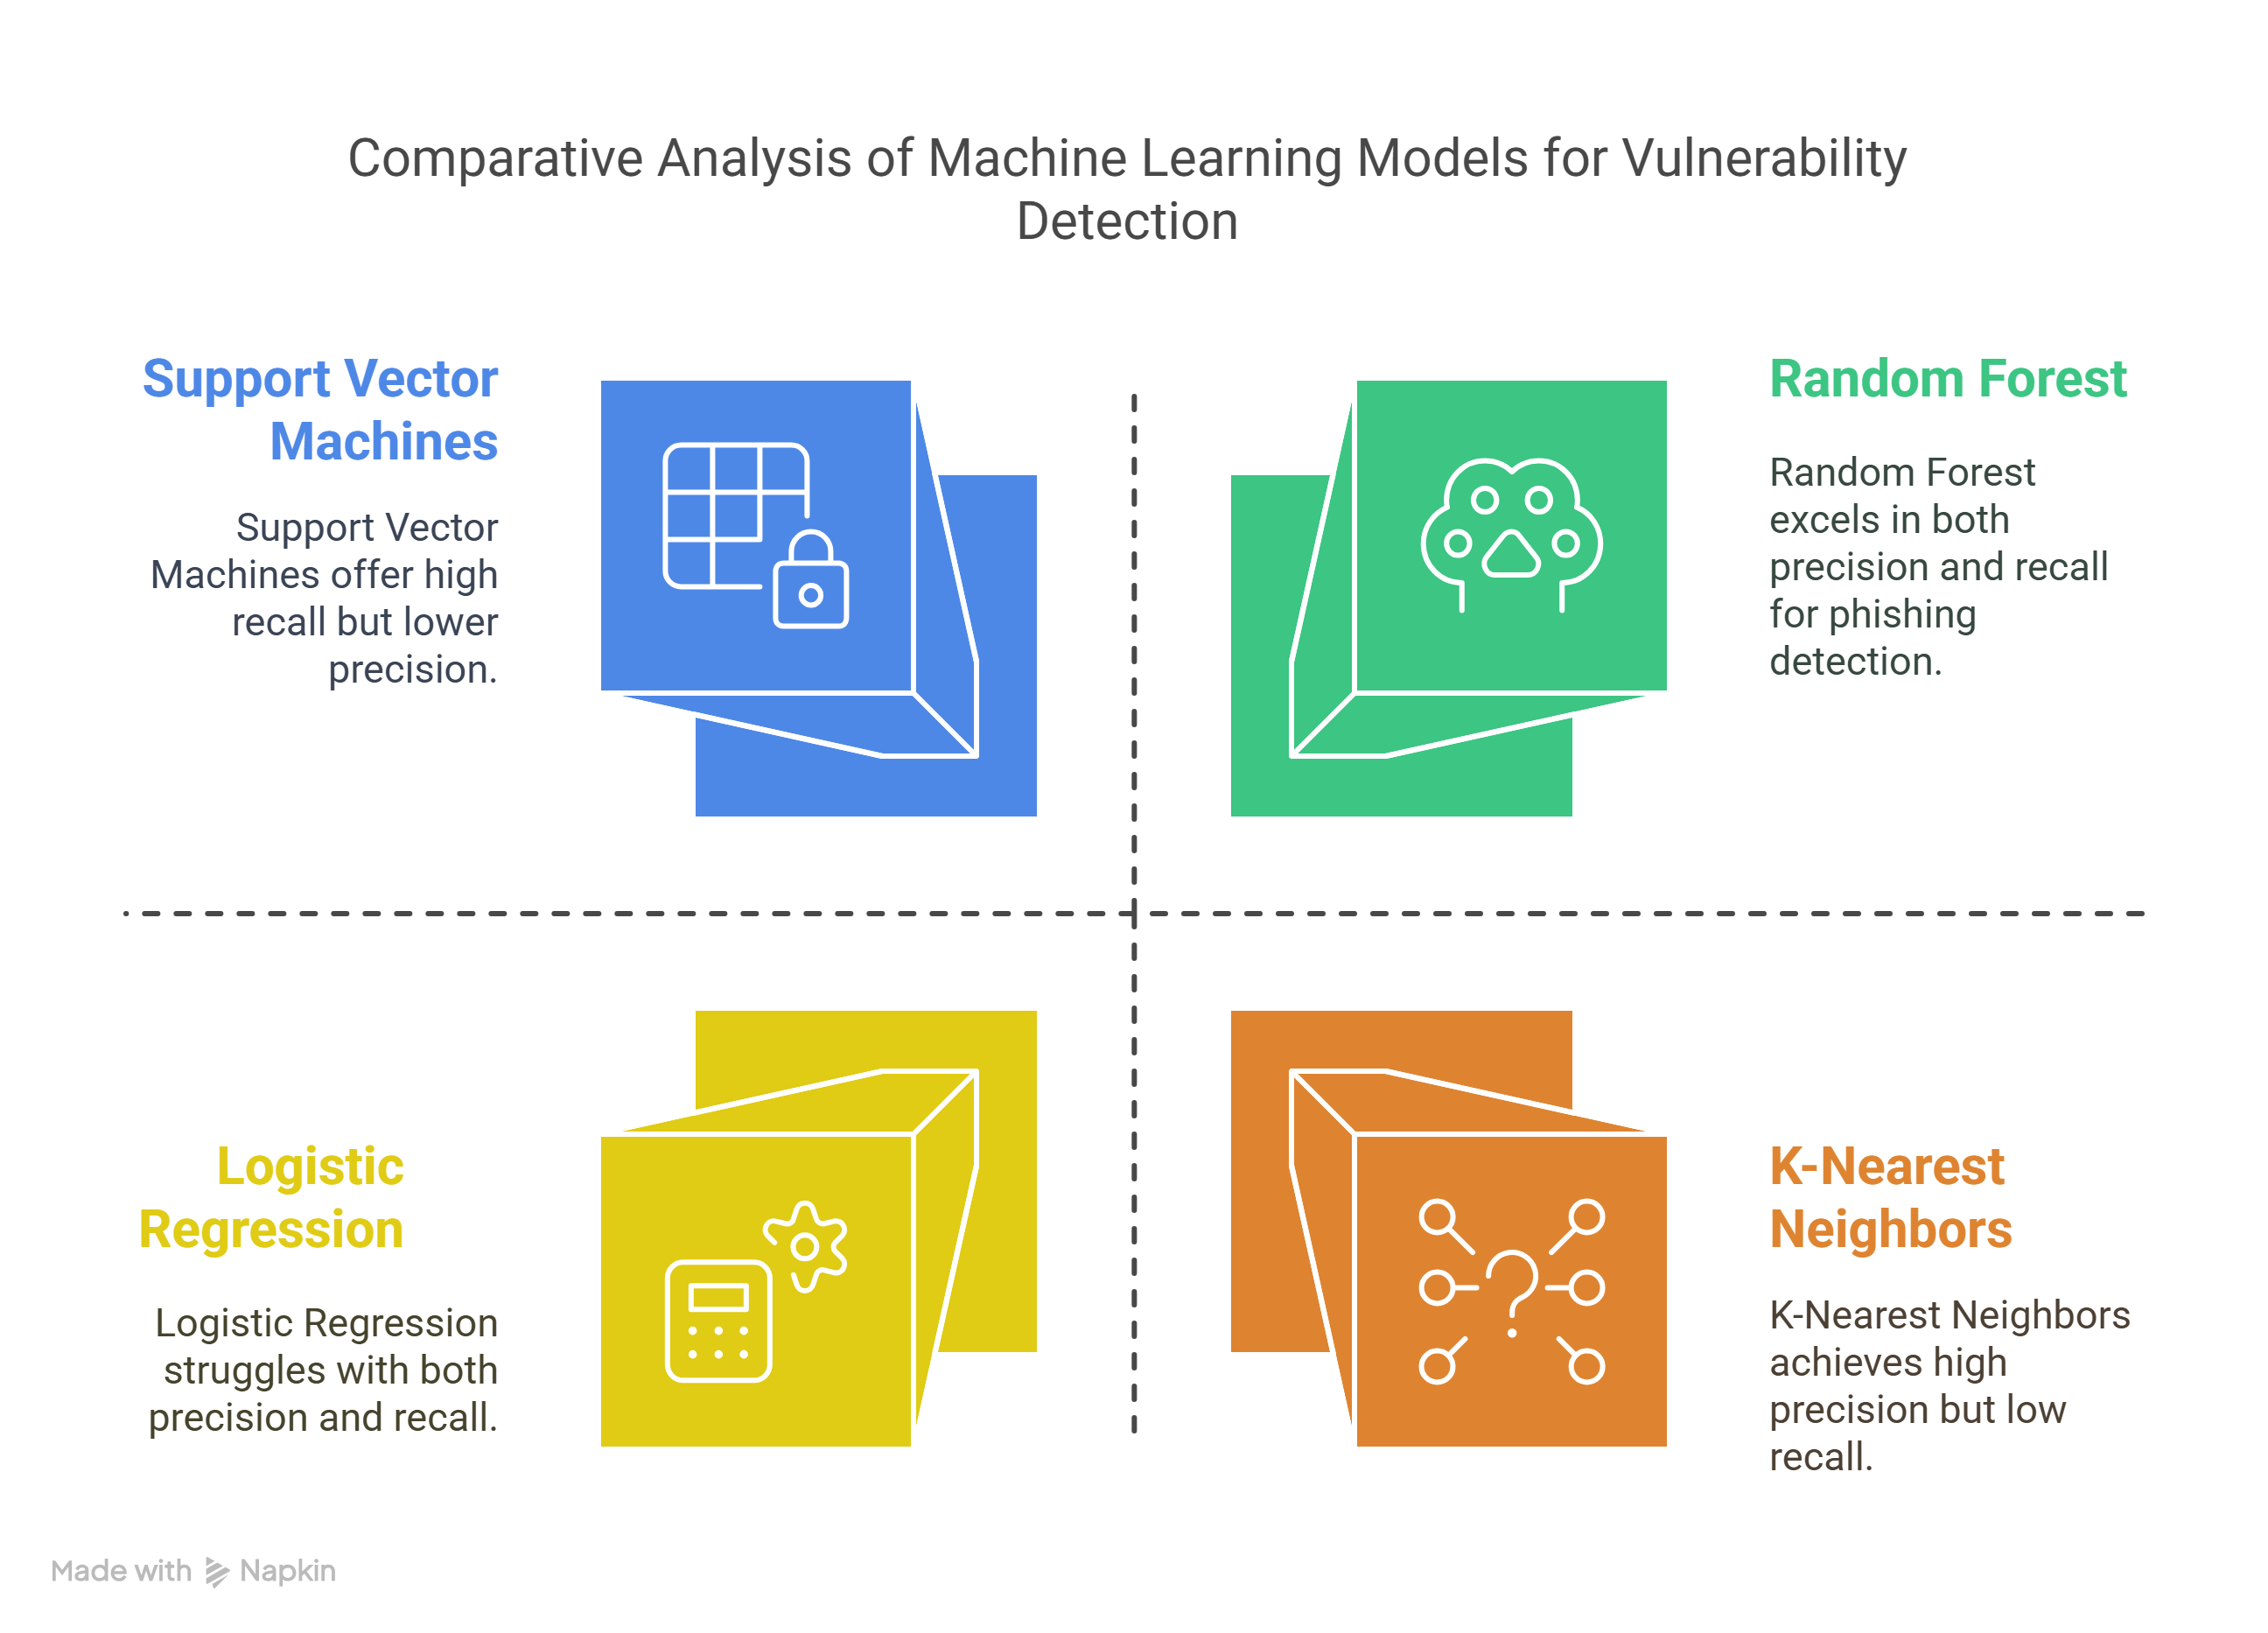 Comparative Analysis of Machine Learning Models for Vulnerability
Detection
Support Vector
Machines
Support Vector
Machines offer high
recall but lower
precision.
Random Forest
Random Forest
excels in both
precision and recall
for phishing
detection.
Logistic
Regression
Logistic Regression
struggles with both
precision and recall.
K-Nearest
Neighbors
K-Nearest Neighbors
achieves high
precision but low
recall.
Made with Napkin